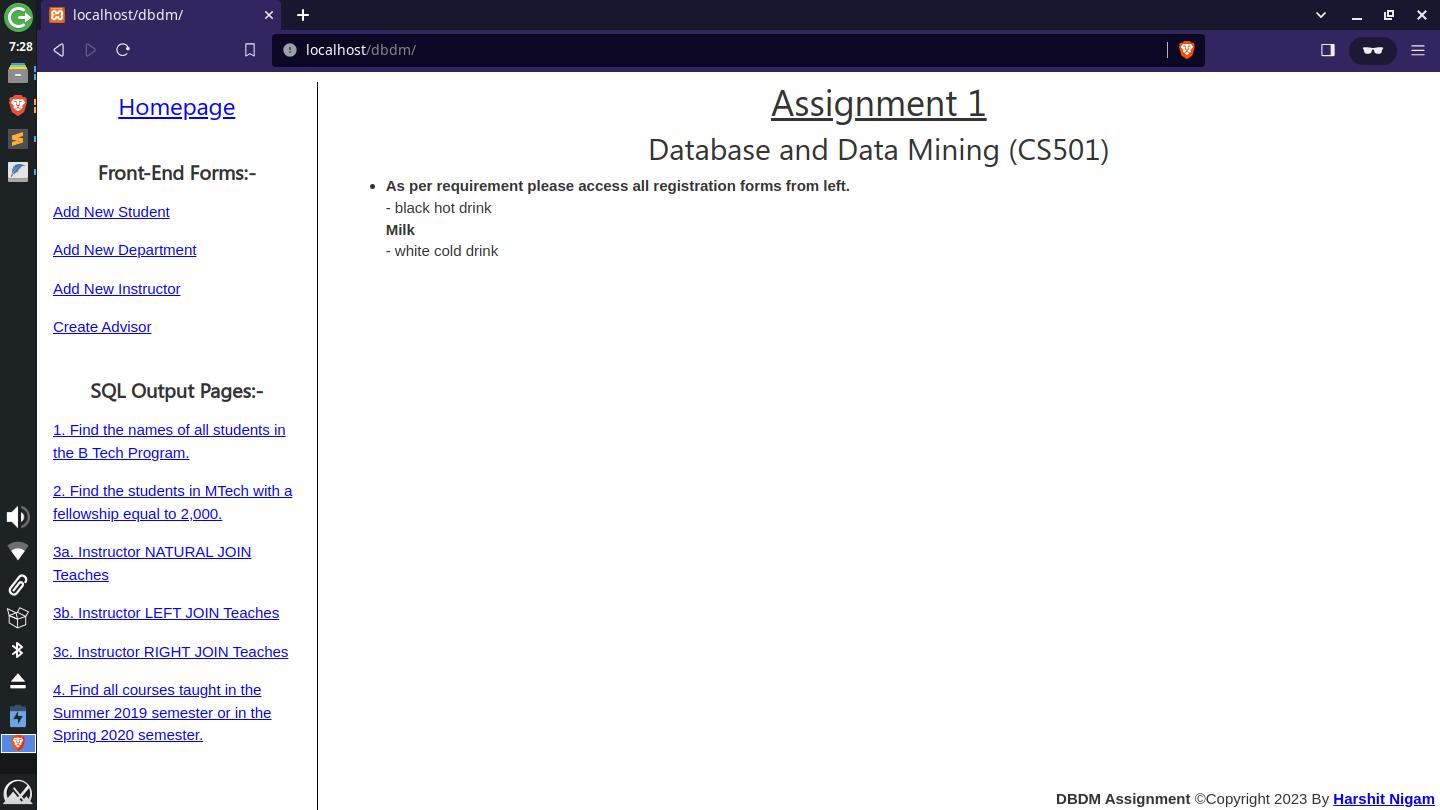 localhost/dbdm/
7:28
localhost/dbdm/
Homepage
Front-End Forms:-
Add New Student
Add New Department
Add New Instructor
Create Advisor
SQL Output Pages:-
1. Find the names of all students in
the B Tech Program.
2. Find the students in MTech with a
fellowship equal to 2,000.
3a. Instructor NATURAL JOIN
Teaches
3b. Instructor LEFT JOIN Teaches
3c. Instructor RIGHT JOIN Teaches
4. Find all courses taught in the
Summer 2019 semester or in the
Spring 2020 semester.
Assignment 1
Database and Data Mining (CS501)
• As per requirement please access all registration forms from left.
- black hot drink
Milk
- white cold drink
DBDM Assignment ©Copyright 2023 By Harshit Nigam